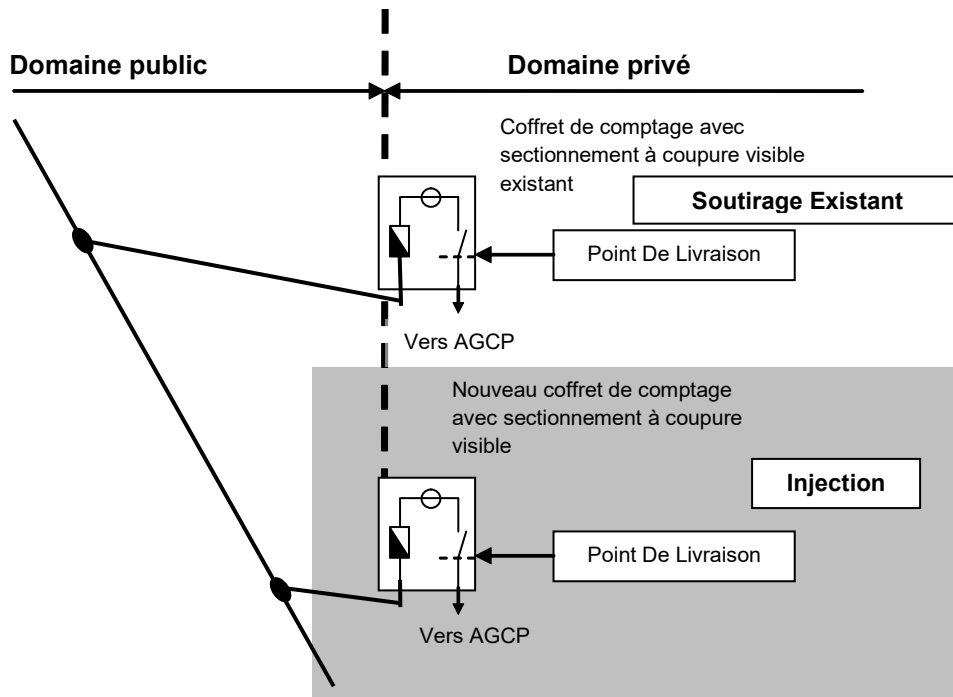 Domaine public
Domaine privé
Coffret de comptage avec
sectionnement à coupure visible
existant
Soutirage Existant
Point De Livraison
Vers AGCP
Nouveau coffret de comptage
avec sectionnement à coupure
visible
Injection
Point De Livraison
Vers AGCP